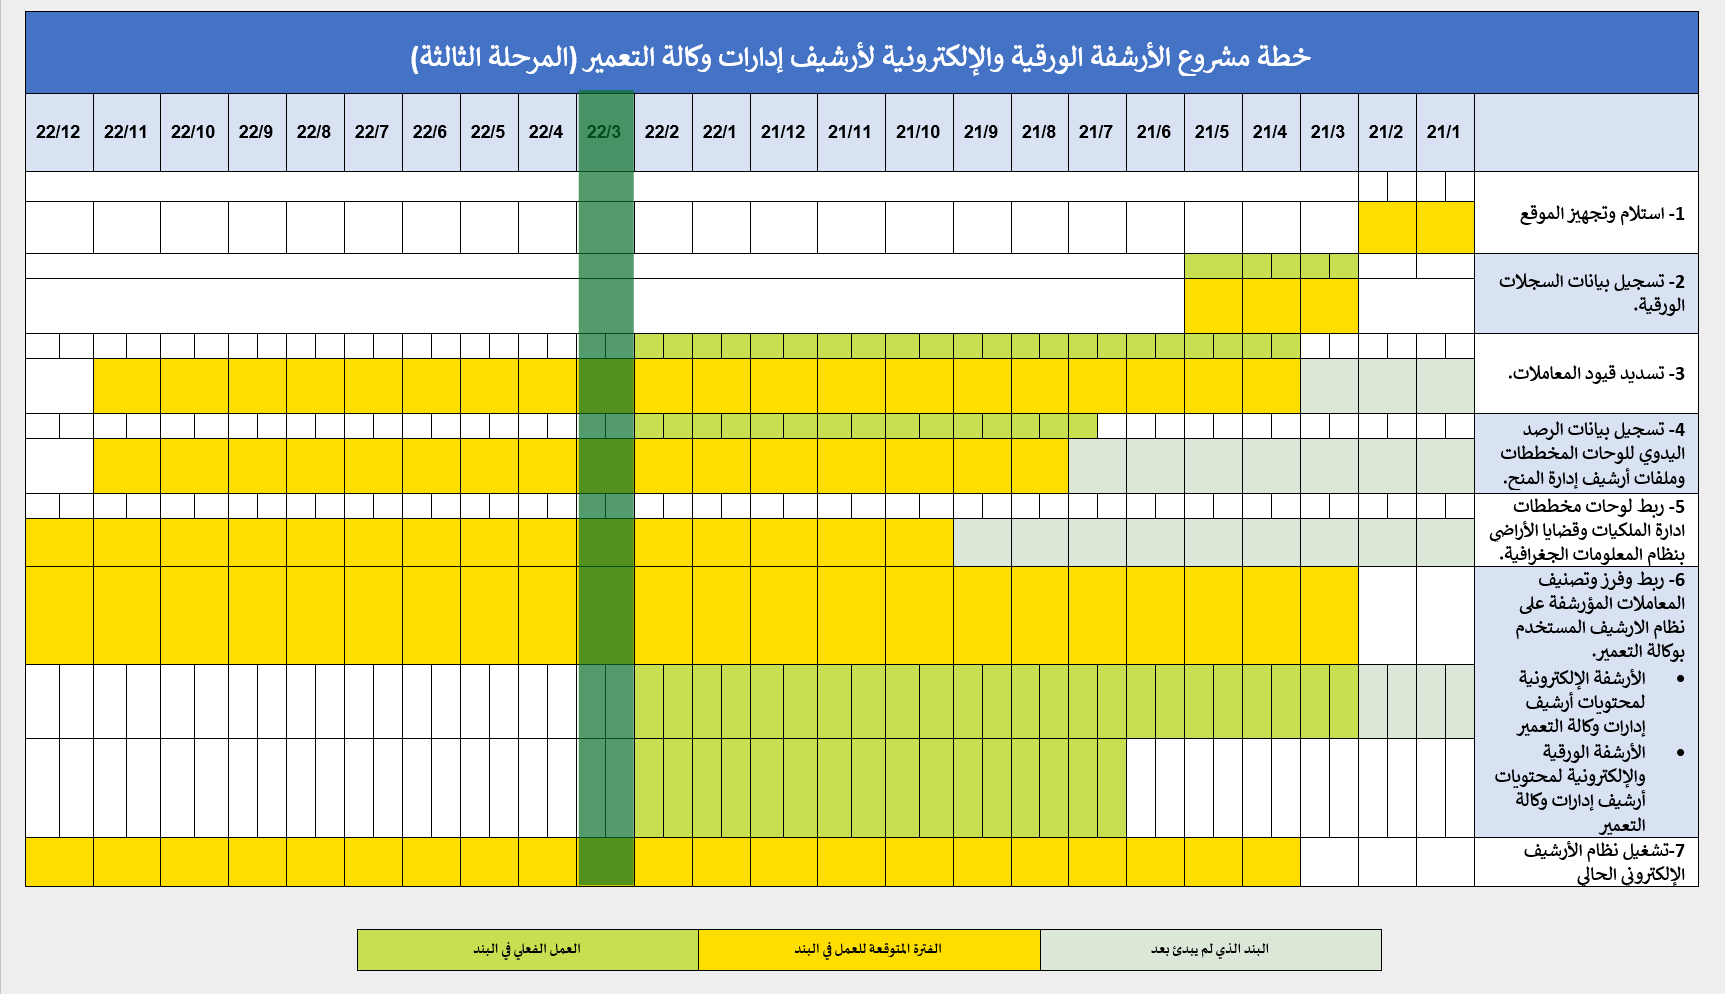 خطة مشروع الأرشفة الورقية والإلكترونية لأرشيف إدارات وكالة التعمير (المرحلة الثالثة)
21/1 21/2 21/3 21/4 21/5 21/6 21/7 21/8 21/9 21/10 21/11 21/12 22/1 22/2 22/3 22/4 22/5 22/6 22/7 22/8 22/9 22/10 22/11 22/12
1- استلام وتجهيز الموقع
2- تسجيل بيانات السجلات
الورقية.
3- تسديد قيود المعاملات.
4- تسجيل بيانات الرصد
اليدوي للوحات المخططات
وملفات أرشيف إدارة المنح.
5- ربط لوحات مخططات
ادارة الملكيات وقضايا الأراضي
بنظام المعلومات الجغرافية.
6- ربط وفرز وتصنيف
المعاملات المؤرشفة على
نظام الارشيف المستخدم
بوكالة التعمير.
• الأرشفة الإلكترونية
لمحتويات أرشيف
إدارات وكالة التعمير
• الأرشفة الورقية
والإلكترونية لمحتويات
أرشيف إدارات وكالة
التعمير
7-تشغيل نظام الأرشيف
الإلكتروني الحالي
البند الذي لم يبدئ بعد
الفترة المتوقعة للعمل في البند
العمل الفعلي في البند